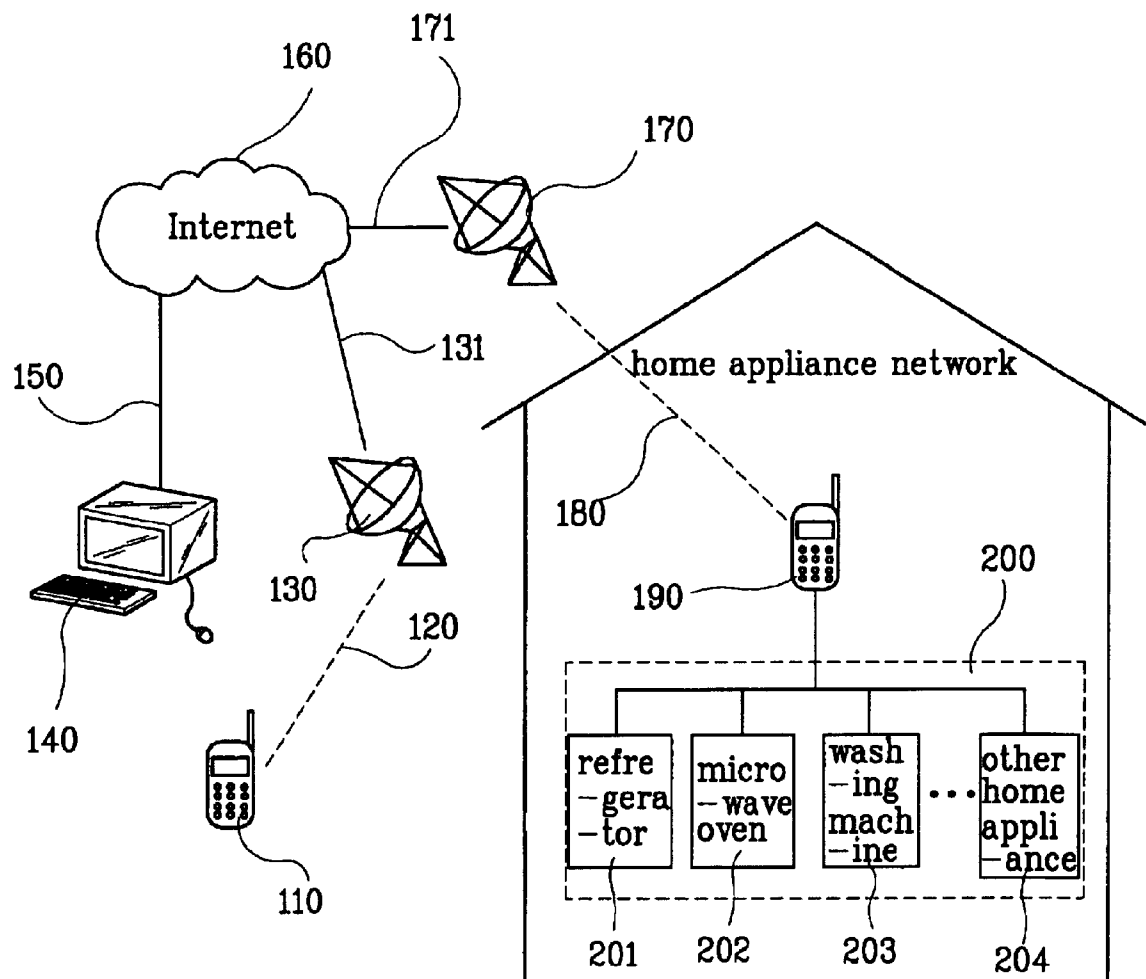 171
160
170
Internet
131
home appliance network
150
180
130
190
200
120
140
refre
-gera
-tor
micro
-wave
oven
wash
-ing
mach
-ine
•••
other
home
appli
-ance
110
201
202
203
204